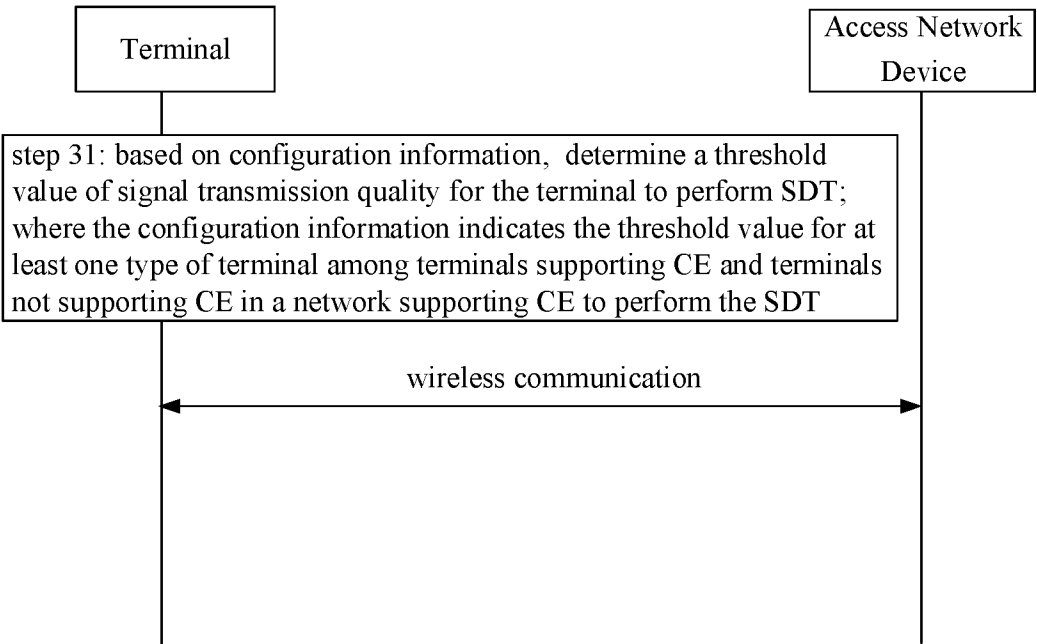 Terminal
Access Network
Device
step 31: based on configuration information, determine a threshold
value of signal transmission quality for the terminal to perform SDT;
where the configuration information indicates the threshold value for at
least one type of terminal among terminals supporting CE and terminals
not supporting CE in a network supporting CE to perform the SDT
wireless communication